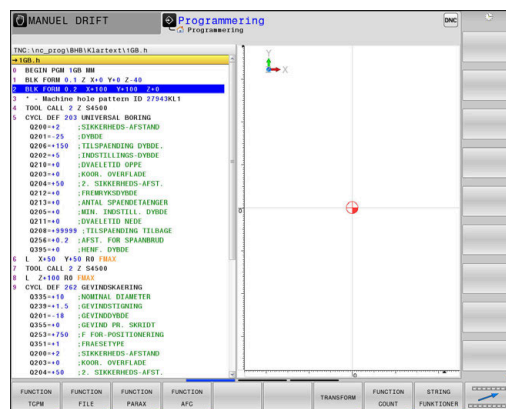 MANUEL DRIFT
Programmering
Programmering
DNC
TNC:\nc_prog\BHB\Klartext\1GB.h
→1GB.h
0 BEGIN PGM 1GB MM
1 BLK FORM 0.1 Z X+0 Y+0 Z-40
2 BLK FORM 0.2 X+100 Y+100 Z+0
3 * - Machine hole pattern ID 27943KL1
4 TOOL CALL 2 Z S4500
5 CYCL DEF 203 UNIVERSAL BORING
Q200=+2 ;SIKKERHEDS-AFSTAND
Q201=-25 ;DYBDE
Q206=+150 ;TILSPAENDING DYBDE.
Q202=+5 ;INDSTILLINGS-DYBDE
Q210=+0 ;DVAELETID OPPE
Q203=+0 ;KOOR. OVERFLADE
Q204=+50 ;2. SIKKERHEDS-AFST.
Q212=+0 ;FREMRYKSDYBDE
Q213=+0 ;ANTAL SPAENDETAENGER
Q205=+0 ;MIN. INDSTILL. DYBDE
Q211=+0 ;DVAELETID NEDE
Q208=+99999 ;TILSPAENDING TILBAGE
Q256=+0.2 ;AFST. FOR SPAANBRUD
Q395=+0 ;HENF. DYBDE
6 L X+50 Y+50 R0 FMAX
7 TOOL CALL 2 Z S4500
8 L Z+100 R0 FMAX
9 CYCL DEF 262 GEVINDSKAERING
Q335=+10 ;NOMINAL DIAMETER
Q239=+1.5 ;GEVINDSTIGNING
Q201=-18 ;GEVINDDYBDE
Q355=+0 ;GEVIND PR. SKRIDT
Q253=+750 ;F FOR-POSITIONERING
Q351=+1 ;FRAESETYPE
Q200=+2 ;SIKKERHEDS-AFSTAND
Q203=+0 ;KOOR. OVERFLADE
Q204=+50 ;2. SIKKERHEDS-AFST.
Y
X
0
0
FUNCTION TCPM
FUNCTION FILE
FUNCTION PARAX
FUNCTION AFC
TRANSFORM
FUNCTION COUNT
STRING FUNKTIONER